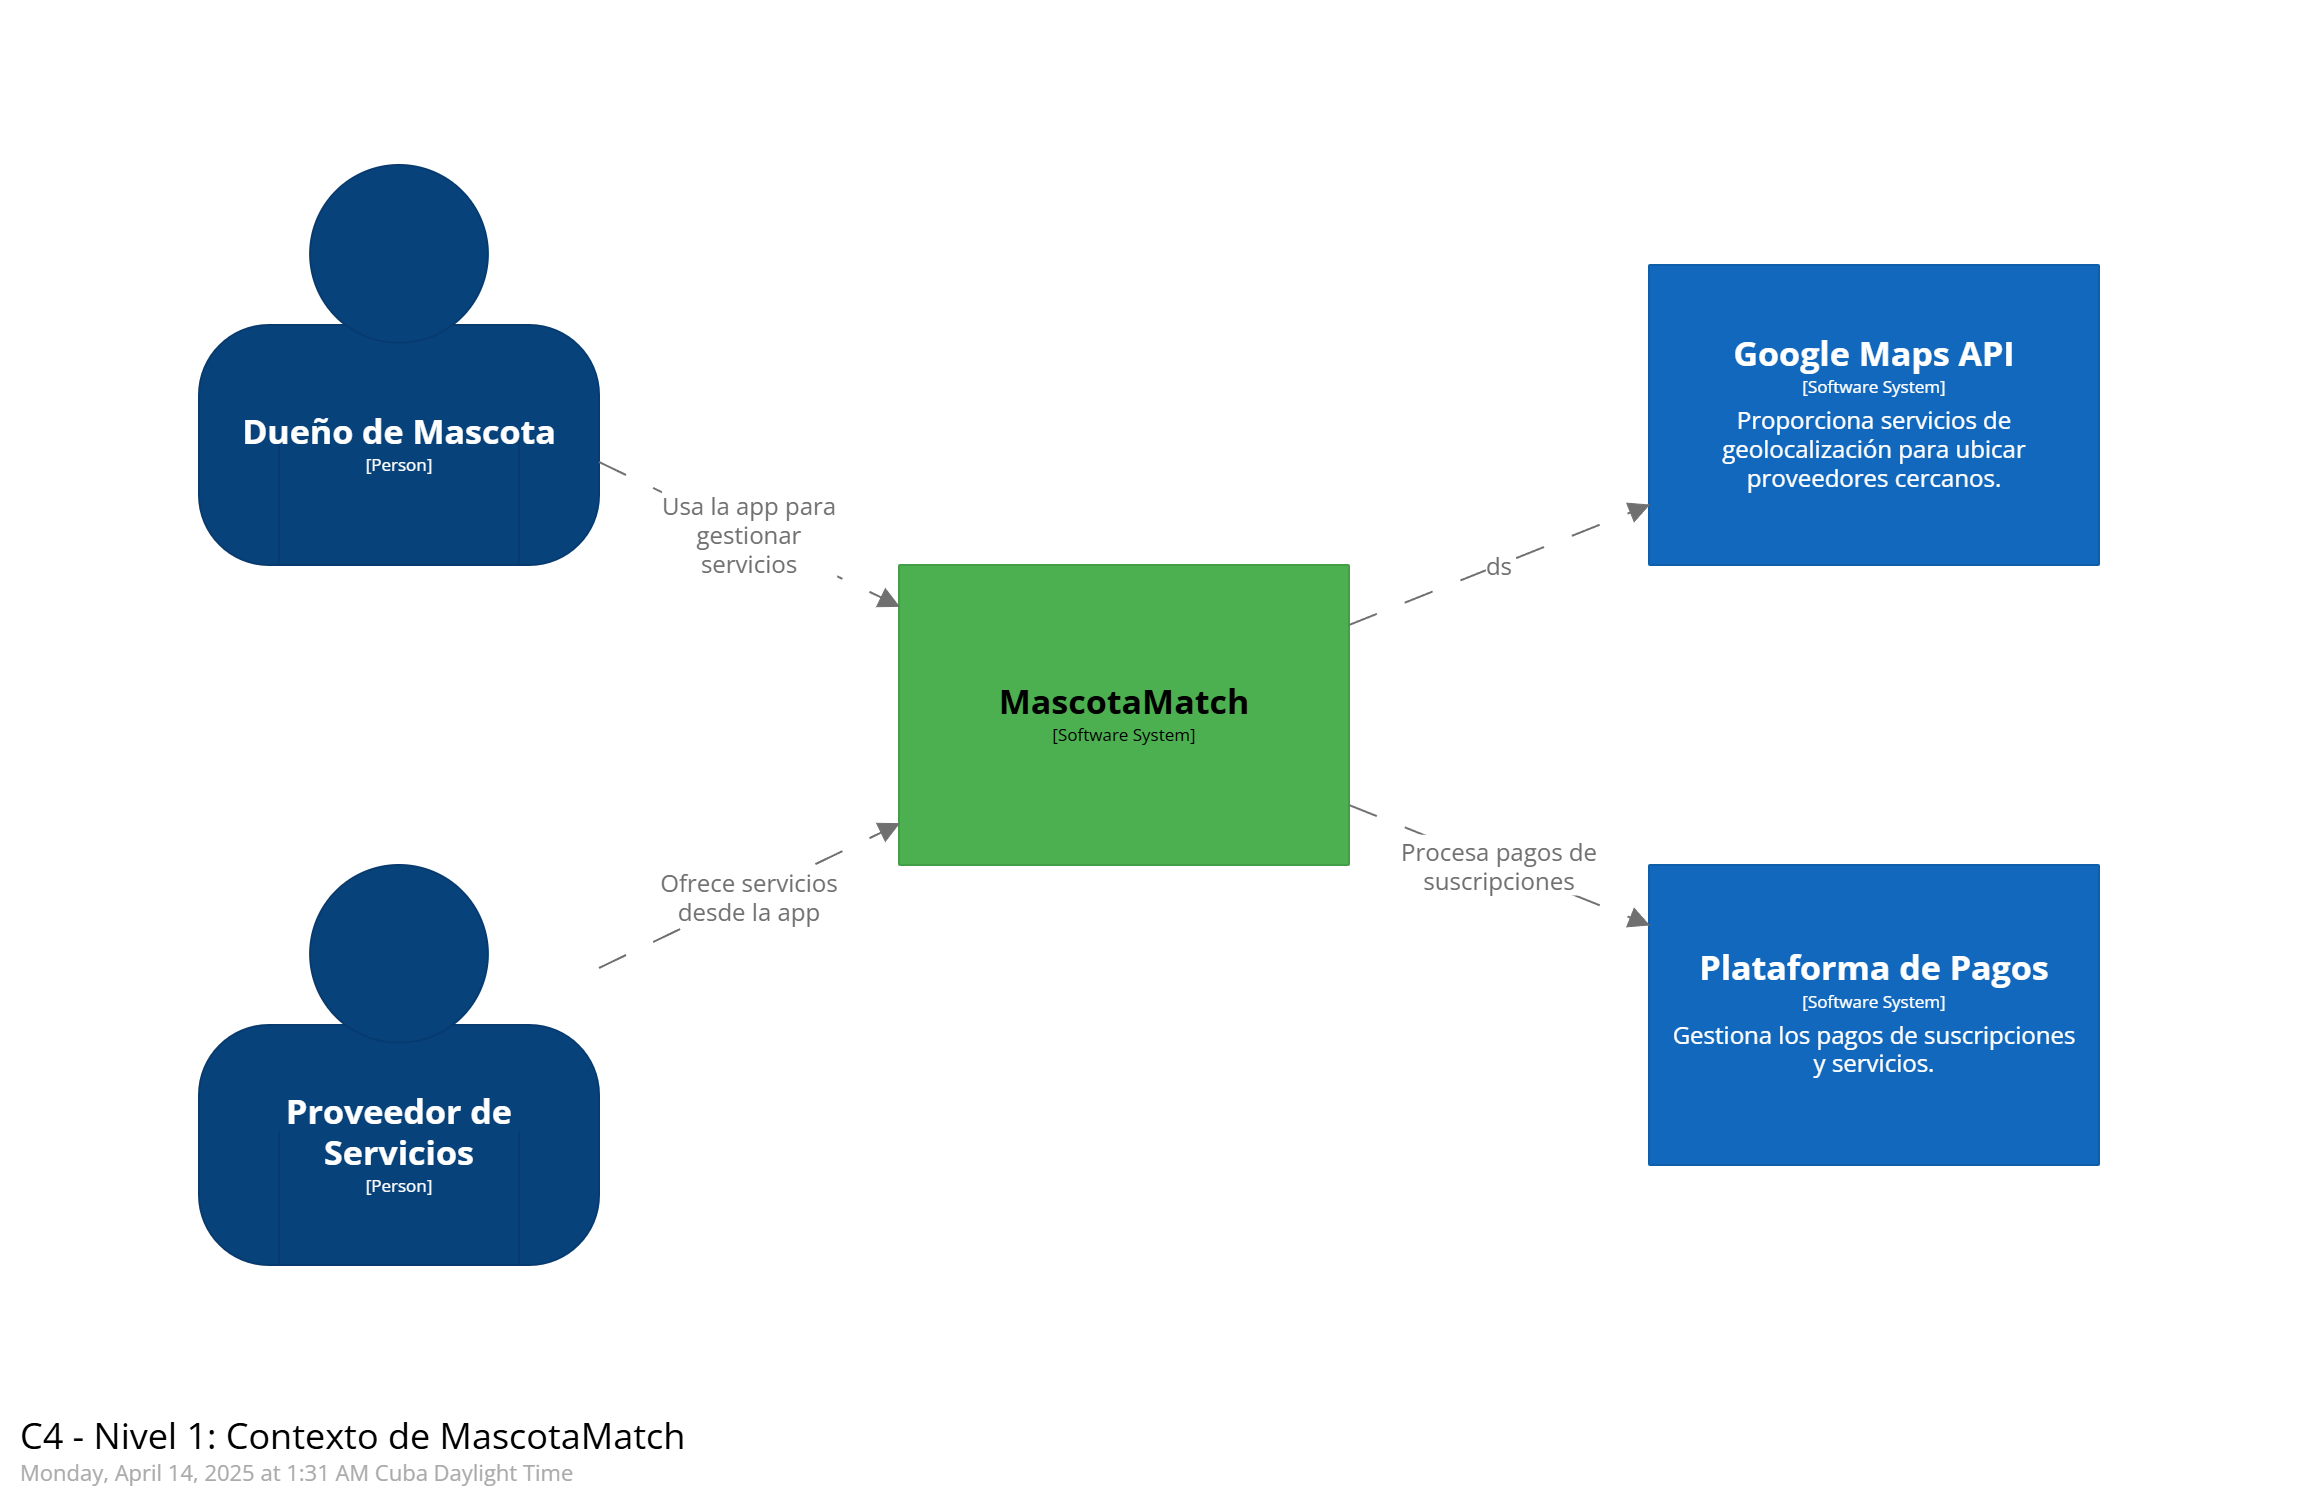 Dueño de Mascota
[Person]
Usa la app para
gestionar
servicios
Google Maps API
[Software System]
Proporciona servicios de
geolocalización para ubicar
proveedores cercanos.
ds
MascotaMatch
[Software System]
Ofrece servicios
desde la app
Procesa pagos de
suscripciones
Proveedor de
Servicios
[Person]
Plataforma de Pagos
[Software System]
Gestiona los pagos de suscripciones
y servicios.
C4 - Nivel 1: Contexto de MascotaMatch
Monday, April 14, 2025 at 1:31 AM Cuba Daylight Time